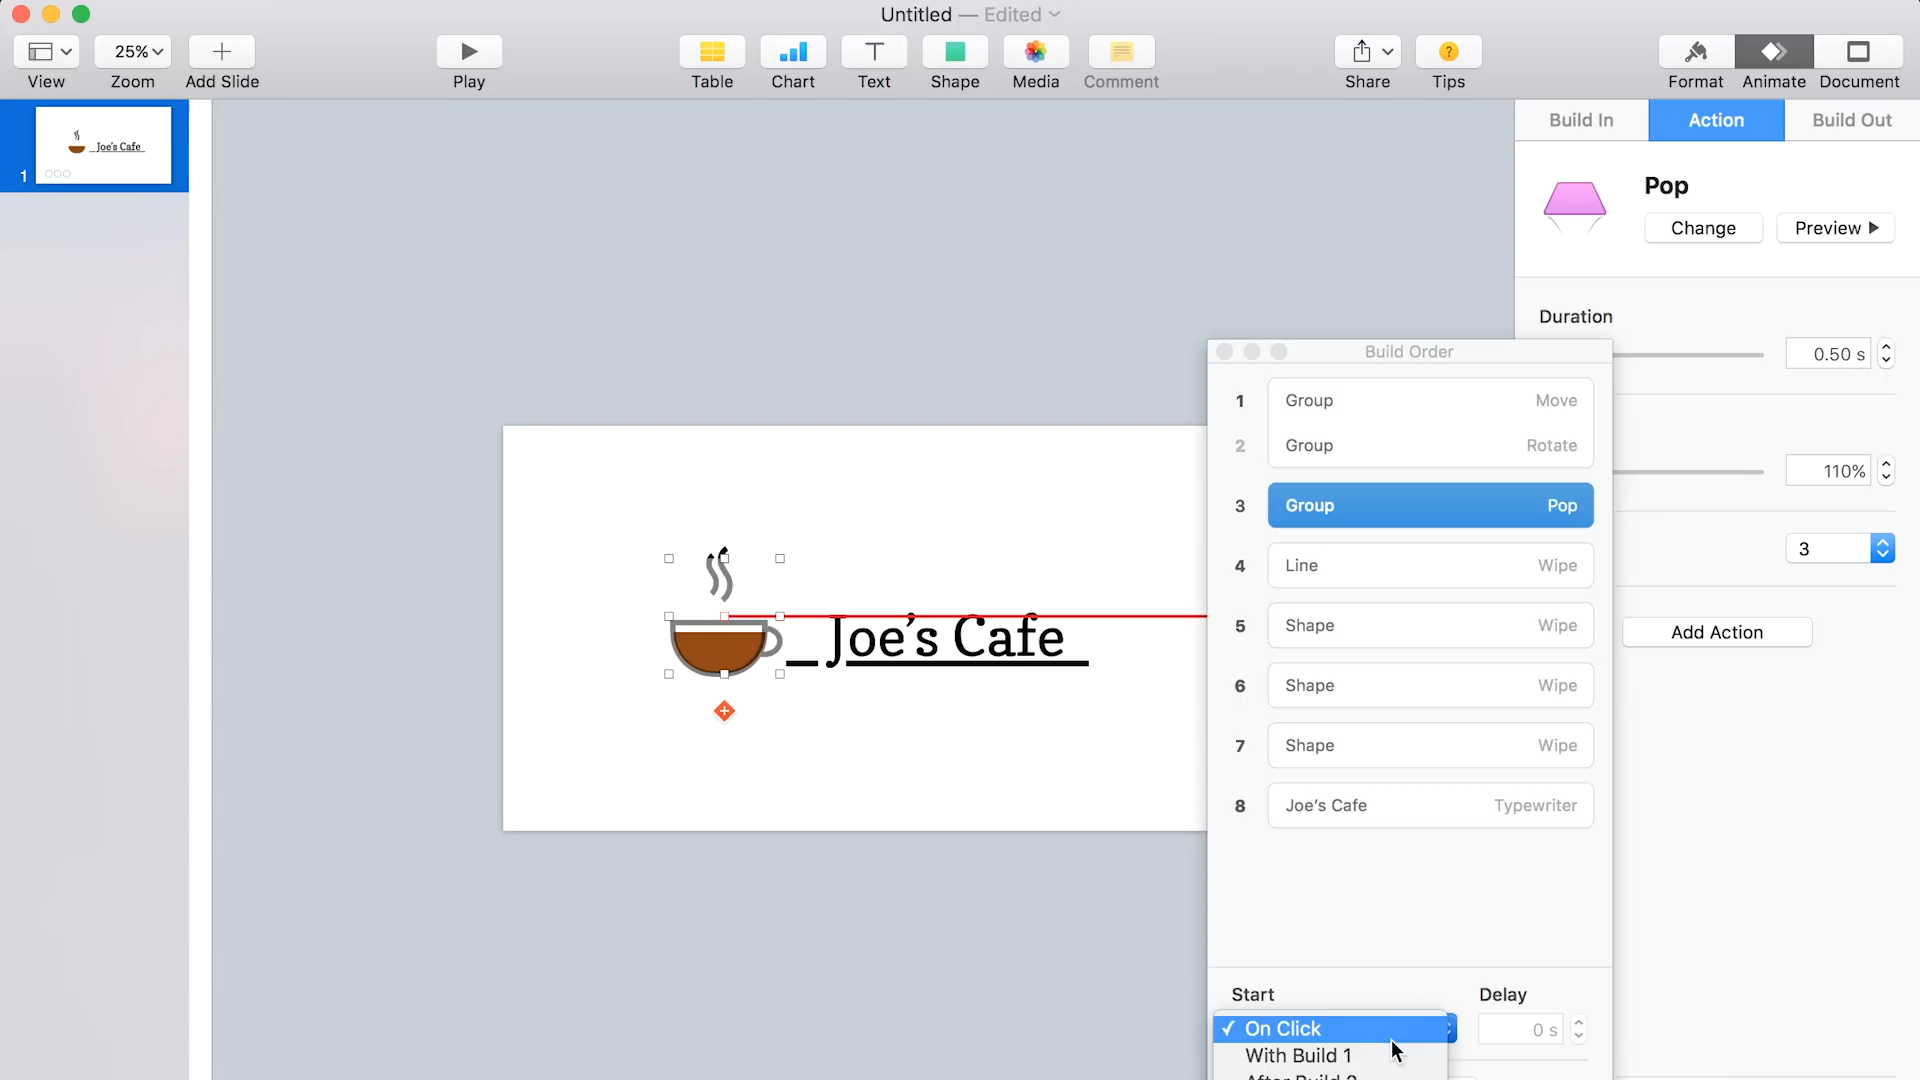 Untitled — Edited
25%
View
Zoom
Add Slide
Play
Table
Chart
Text
Shape
Media
Comment
Share
?
Tips
Format
Animate
Document
1
Joe's Cafe
Build In
Action
Build Out
Pop
Change
Preview
Duration
0.50 s
110%
3
Add Action
Joe’s Cafe
Build Order
1 Group Move
2 Group Rotate
3 Group Pop
4 Line Wipe
5 Shape Wipe
6 Shape Wipe
7 Shape Wipe
8 Joe’s Cafe Typewriter
Start
Delay
✓ On Click
0 s
With Build 1